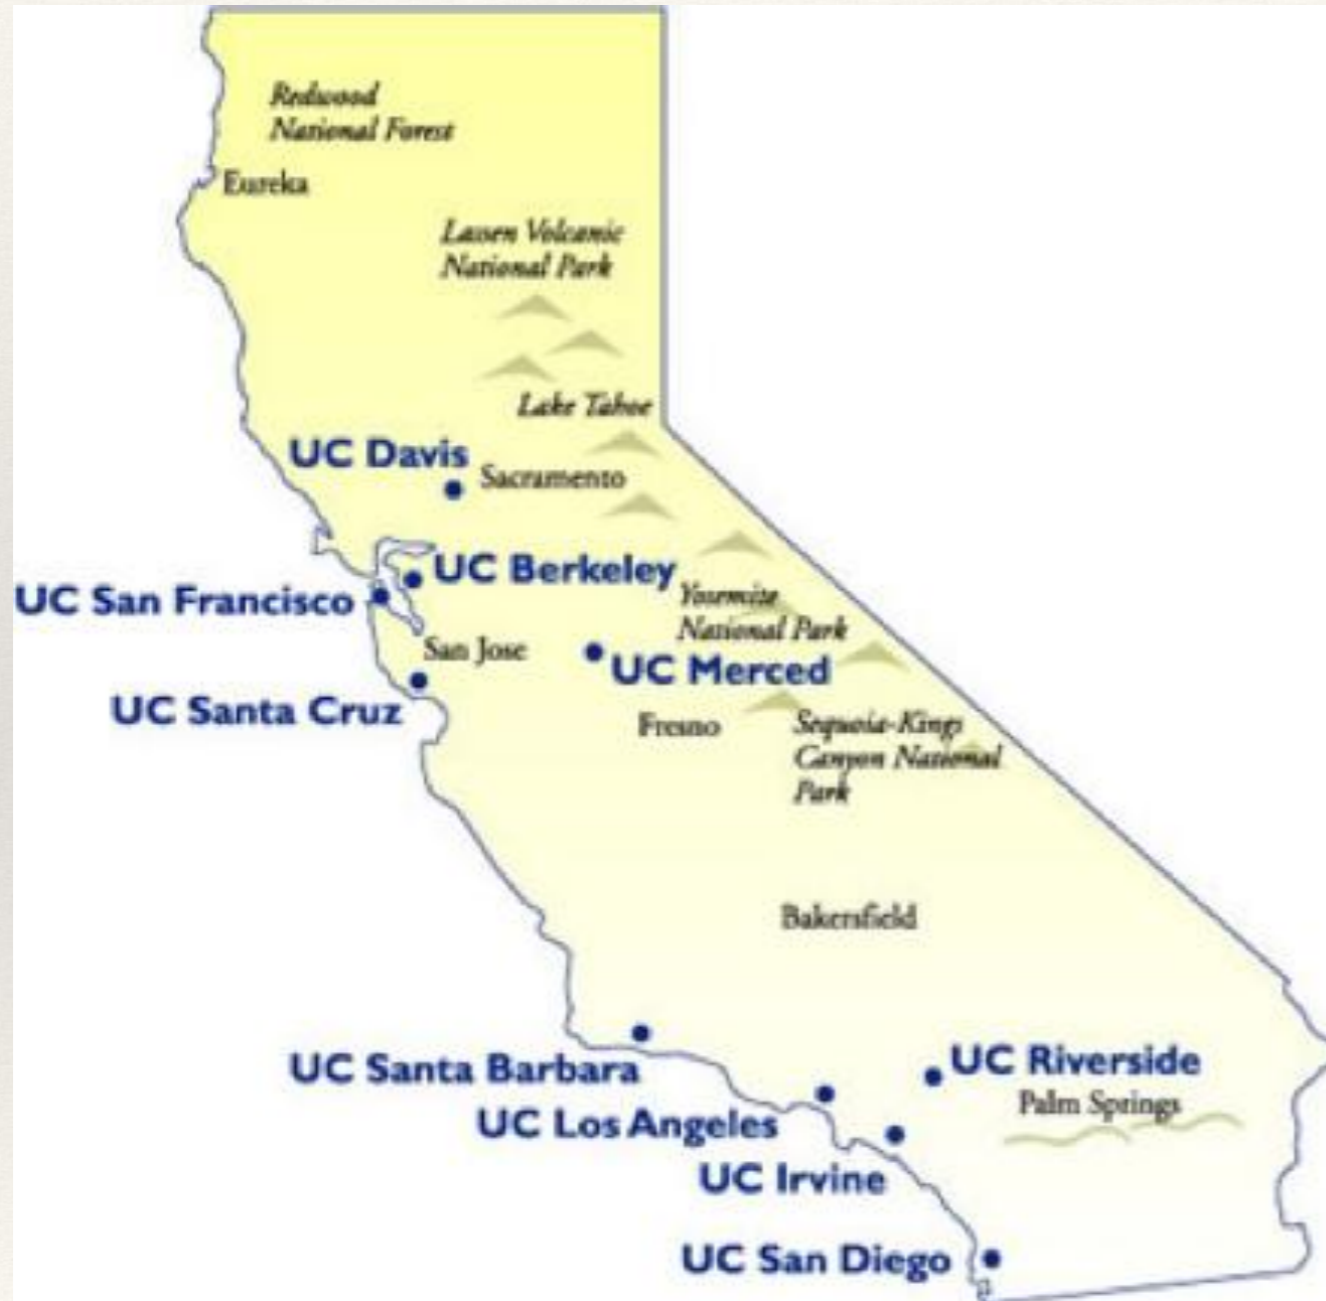 Redwood
National Forest
Eureka
Lassen Volcanic
National Park
Lake Tahoe
UC Davis
Sacramento
UC Berkeley
UC San Francisco
Yosemite
National Park
San Jose
UC Merced
UC Santa Cruz
Fresno
Sequoia-Kings
Canyon National
Park
Bakersfield
UC Santa Barbara
UC Riverside
Palm Springs
UC Los Angeles
UC Irvine
UC San Diego